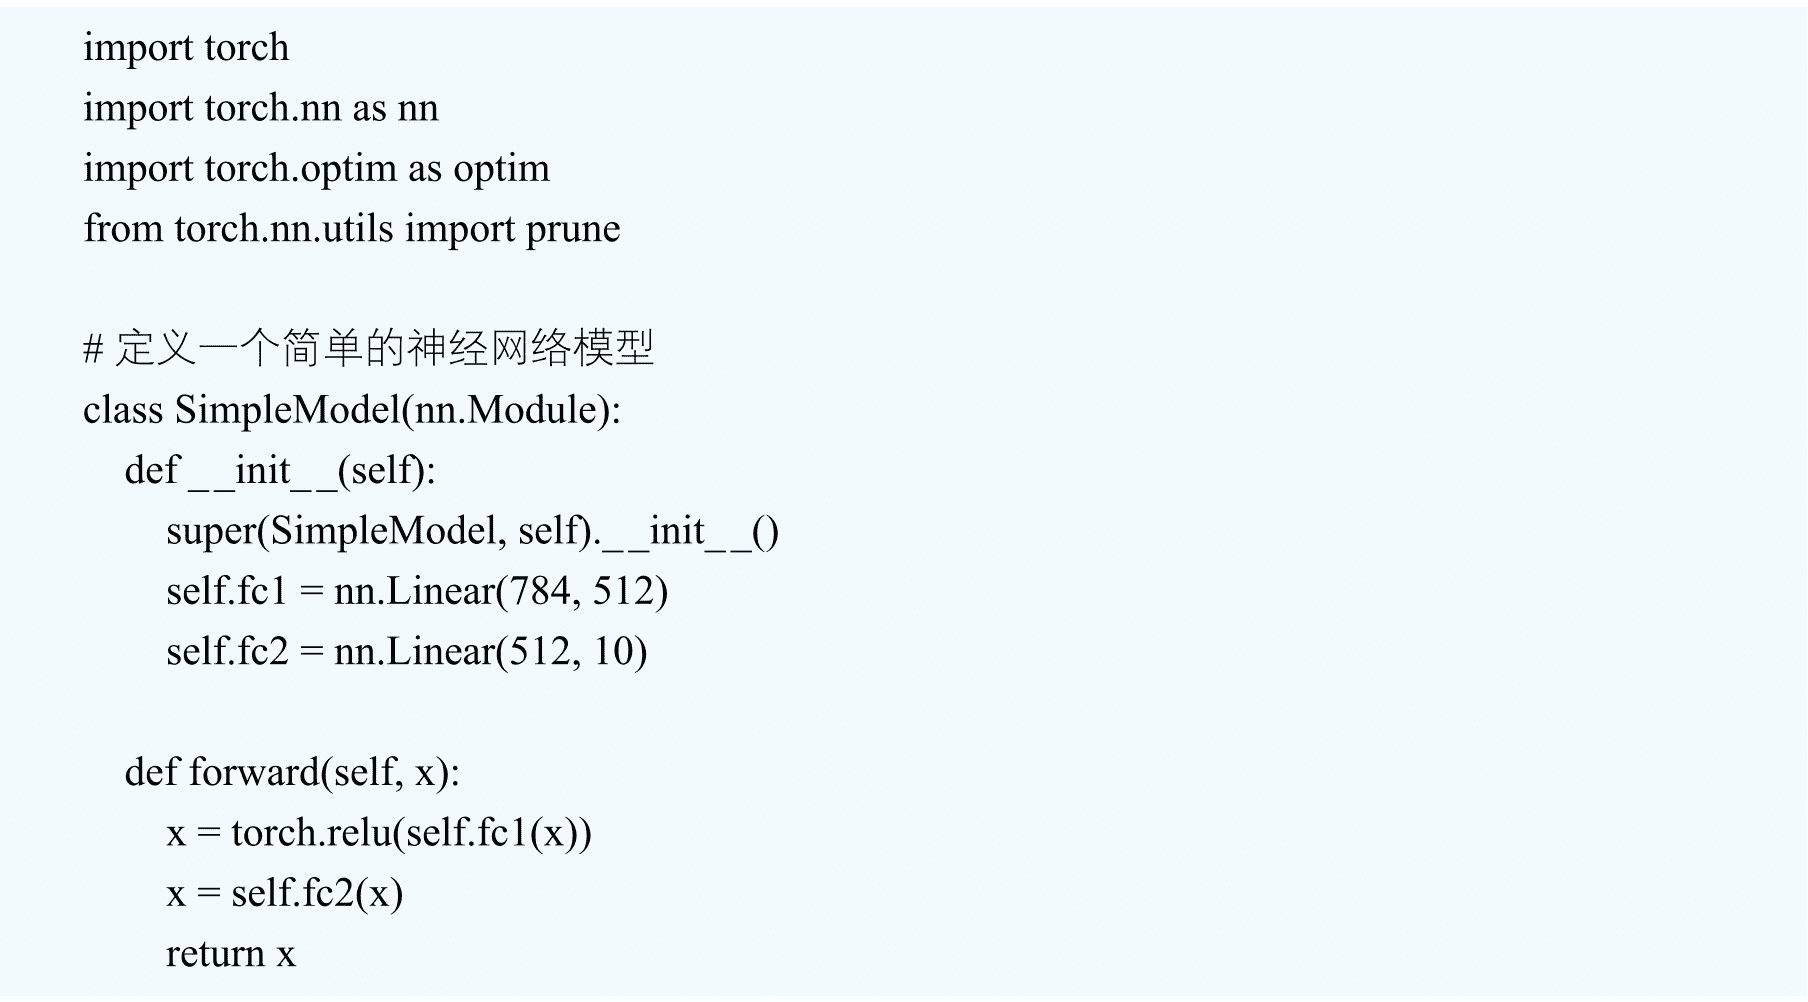 import torch
import torch.nn as nn
import torch.optim as optim
from torch.nn.utils import prune
# 定义一个简单的神经网络模型
class SimpleModel(nn.Module):
def __init__(self):
super(SimpleModel, self).__init__()
self.fc1 = nn.Linear(784, 512)
self.fc2 = nn.Linear(512, 10)
def forward(self, x):
x = torch.relu(self.fc1(x))
x = self.fc2(x)
return x